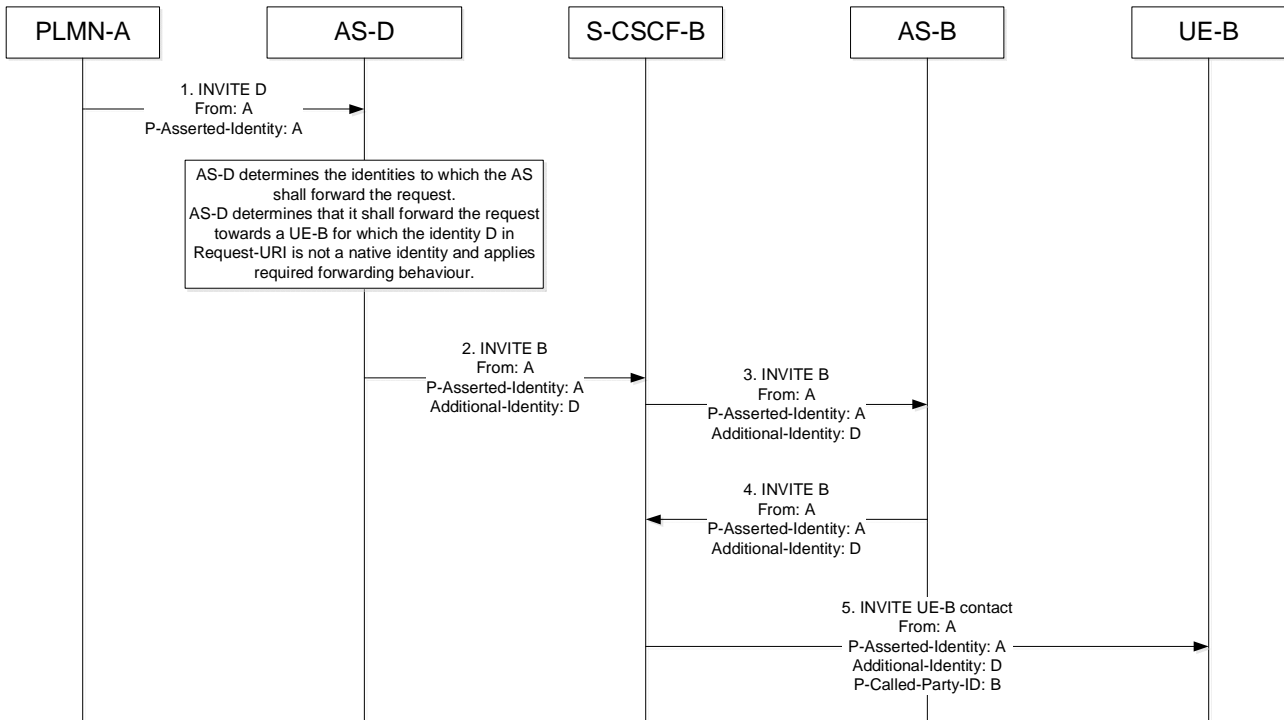 PLMN-A
AS-D
S-CSCF-B
AS-B
UE-B
1. INVITE D
From: A
P-Asserted-Identity: A
AS-D determines the identities to which the AS
shall forward the request.
AS-D determines that it shall forward the request
towards a UE-B for which the identity D in
Request-URI is not a native identity and applies
required forwarding behaviour.
2. INVITE B
From: A
P-Asserted-Identity: A
Additional-Identity: D
3. INVITE B
From: A
P-Asserted-Identity: A
Additional-Identity: D
4. INVITE B
From: A
P-Asserted-Identity: A
Additional-Identity: D
5. INVITE UE-B contact
From: A
P-Asserted-Identity: A
Additional-Identity: D
P-Called-Party-ID: B